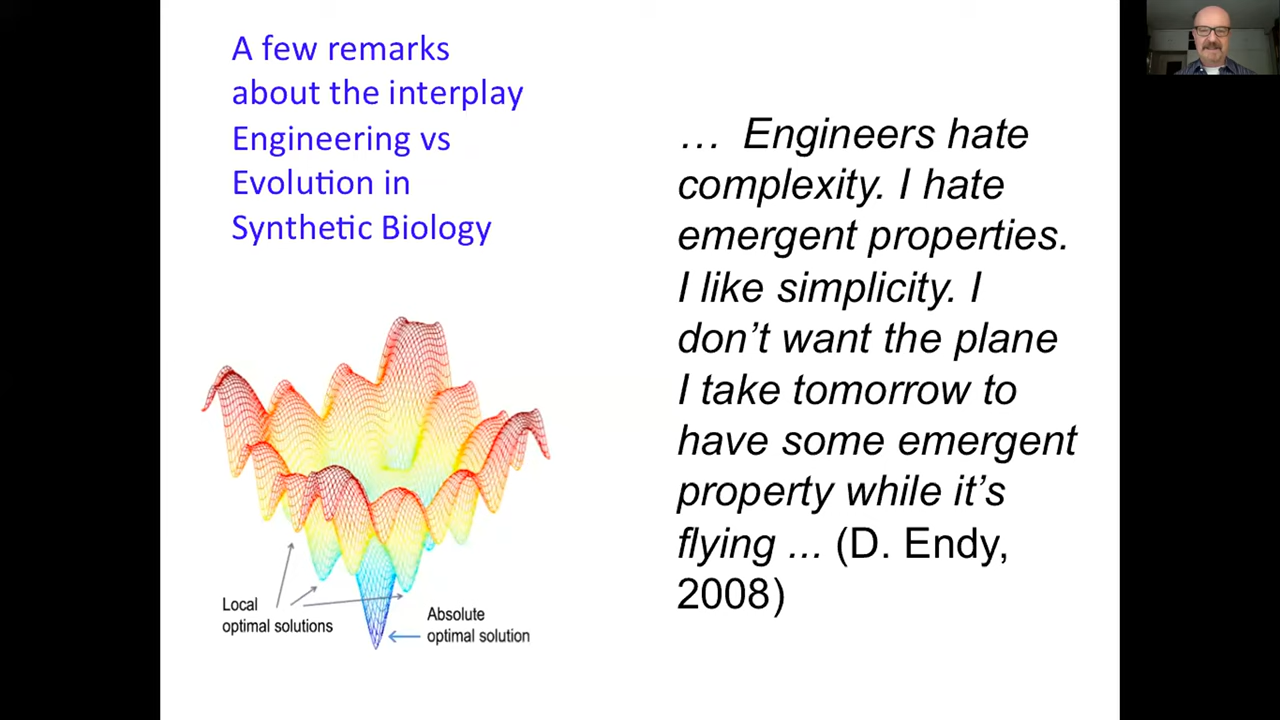 A few remarks
about the interplay
Engineering vs
Evolution in
Synthetic Biology
… Engineers hate
complexity. I hate
emergent properties.
I like simplicity. I
don’t want the plane
I take tomorrow to
have some emergent
property while it’s
flying ... (D. Endy,
2008)
Local
optimal solutions
Absolute
optimal solution